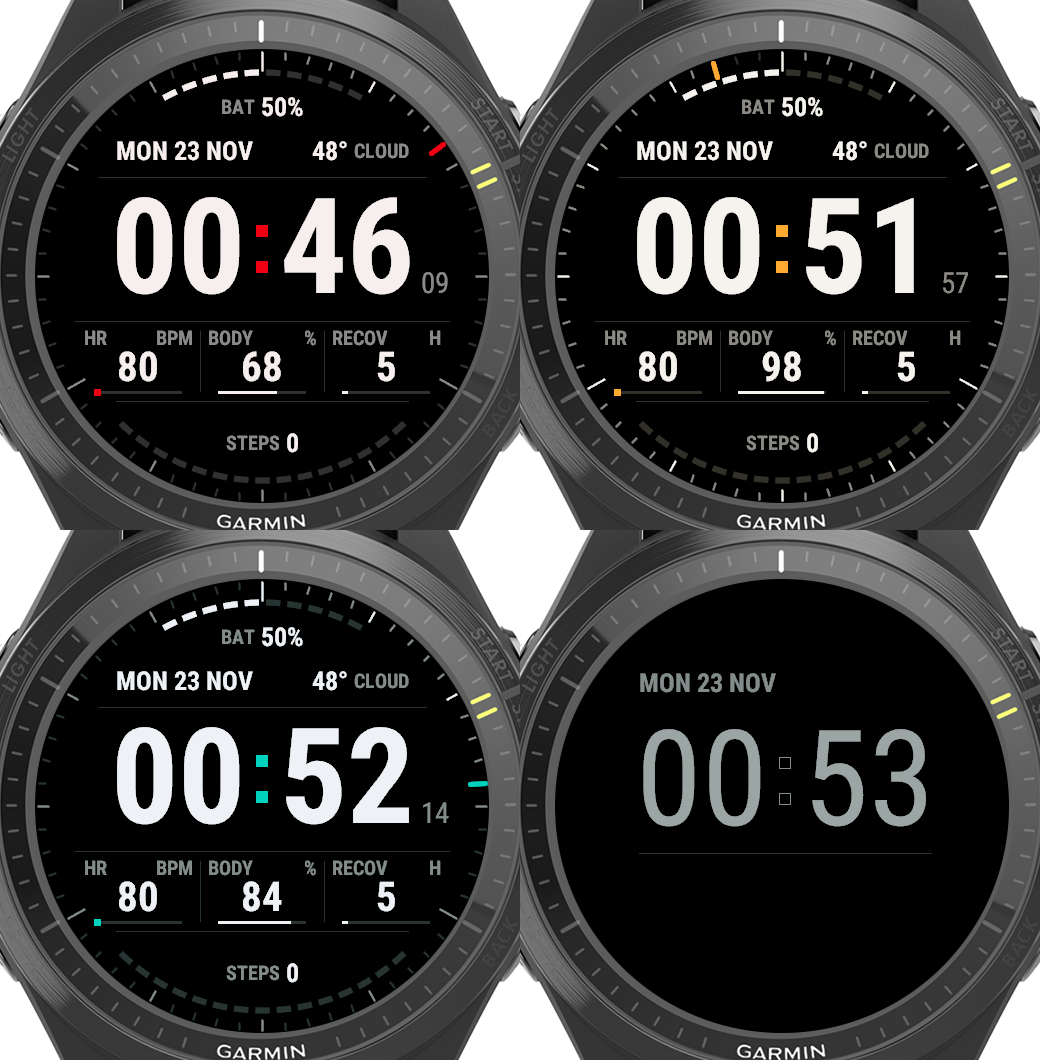 LIGHT
START
BAT 50%
MON 23 NOV 48° CLOUD
00:46 09
HR BPM BODY % RECOV H
80 68 5
BACK
STEPS 0
GARMIN
LIGHT
START
BAT 50%
MON 23 NOV 48° CLOUD
00:51 57
HR BPM BODY % RECOV H
80 98 5
BACK
STEPS 0
GARMIN
LIGHT
START
BAT 50%
MON 23 NOV 48° CLOUD
00:52 14
HR BPM BODY % RECOV H
80 84 5
BACK
STEPS 0
GARMIN
LIGHT
START
MON 23 NOV
00:53
BACK
GARMIN